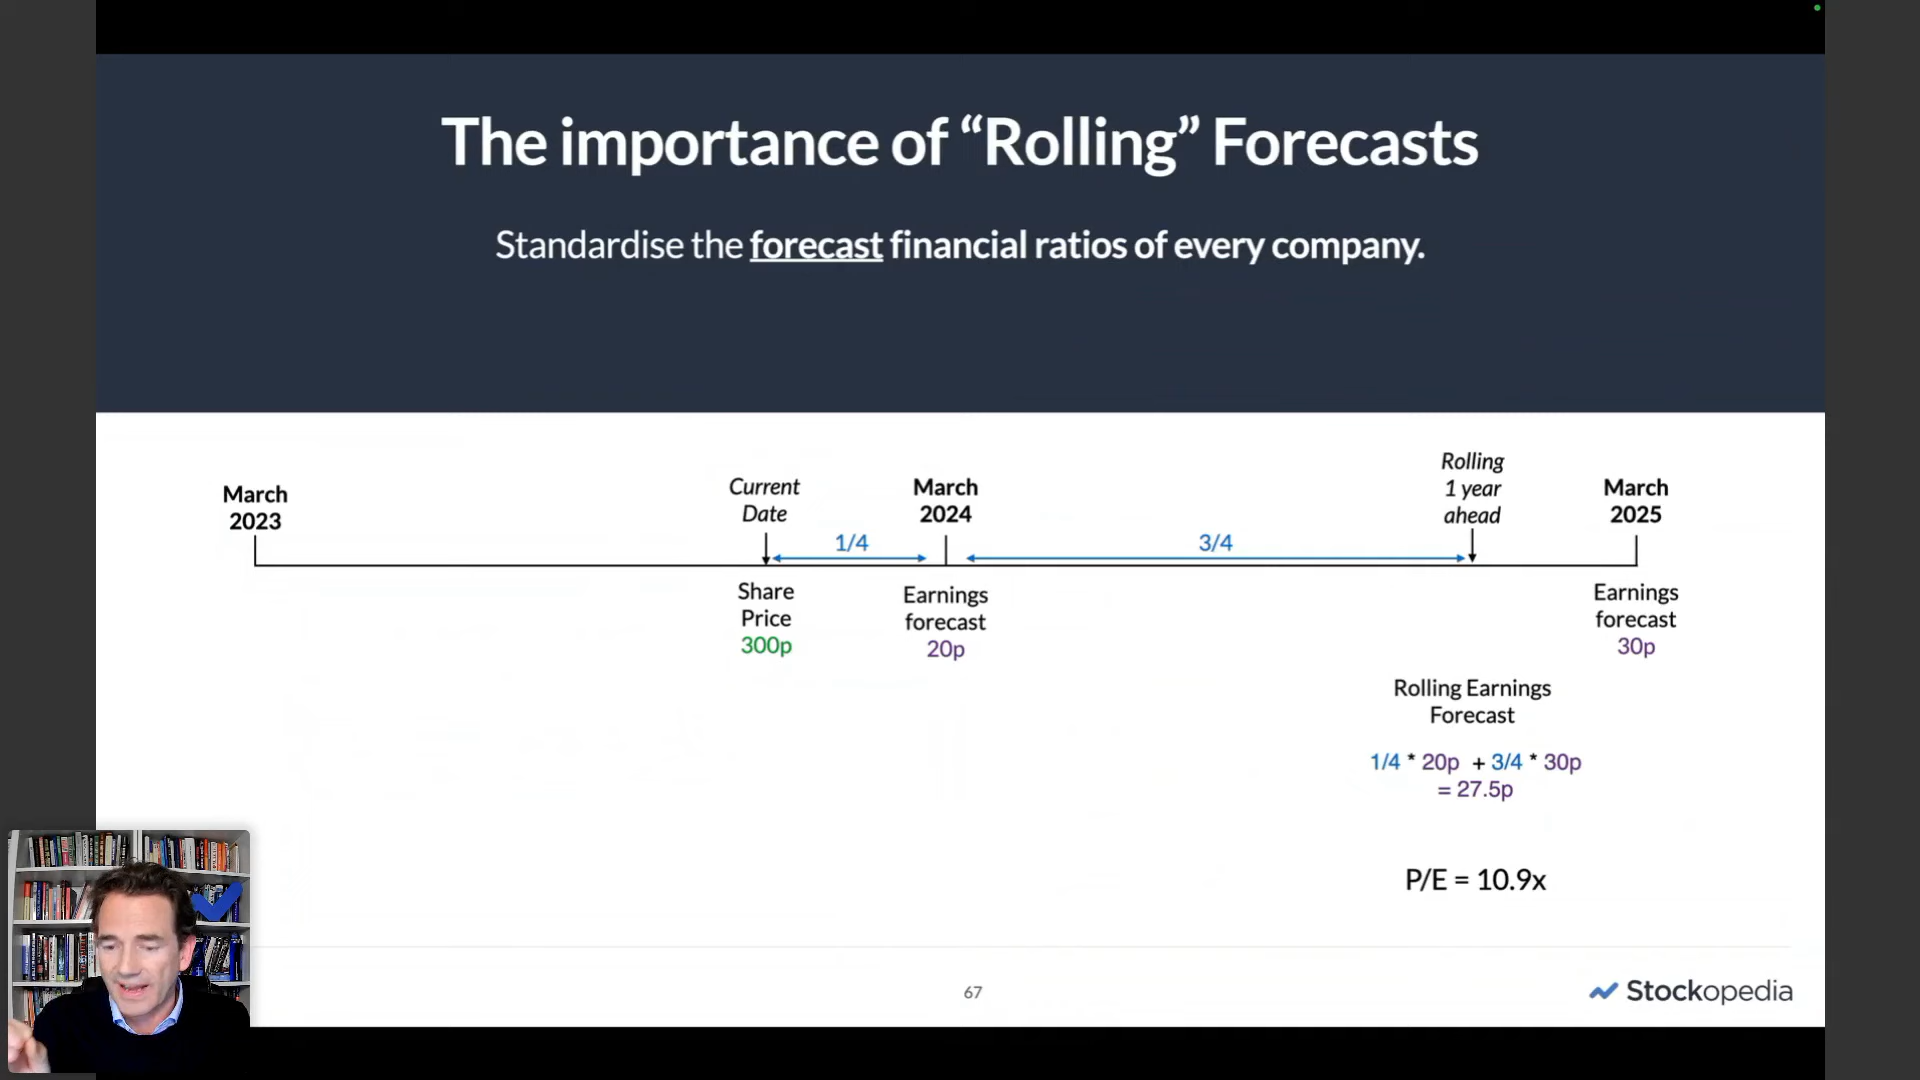 The importance of “Rolling” Forecasts
Standardise the forecast financial ratios of every company.
March
2023
Current
Date
March
2024
Rolling
1 year
ahead
March
2025
1/4
3/4
Share
Price
300p
Earnings
forecast
20p
Earnings
forecast
30p
Rolling Earnings
Forecast
1/4 * 20p + 3/4 * 30p
= 27.5p
P/E = 10.9x
67
Stockopedia